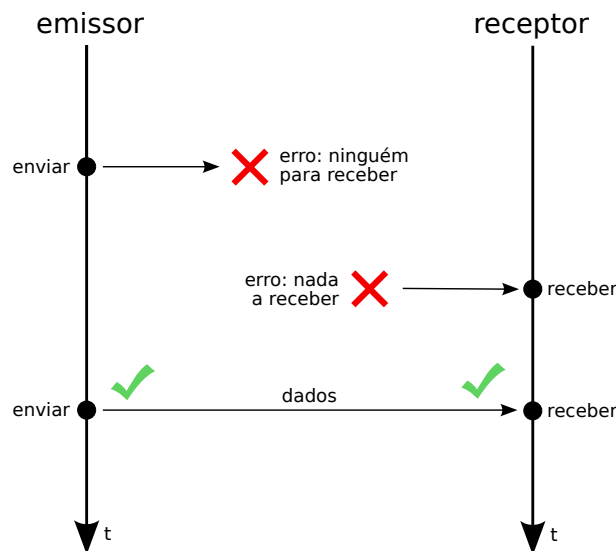 emissor
receptor
enviar
erro: ninguém
para receber
erro: nada
a receber
receber
enviar
dados
receber
t
t